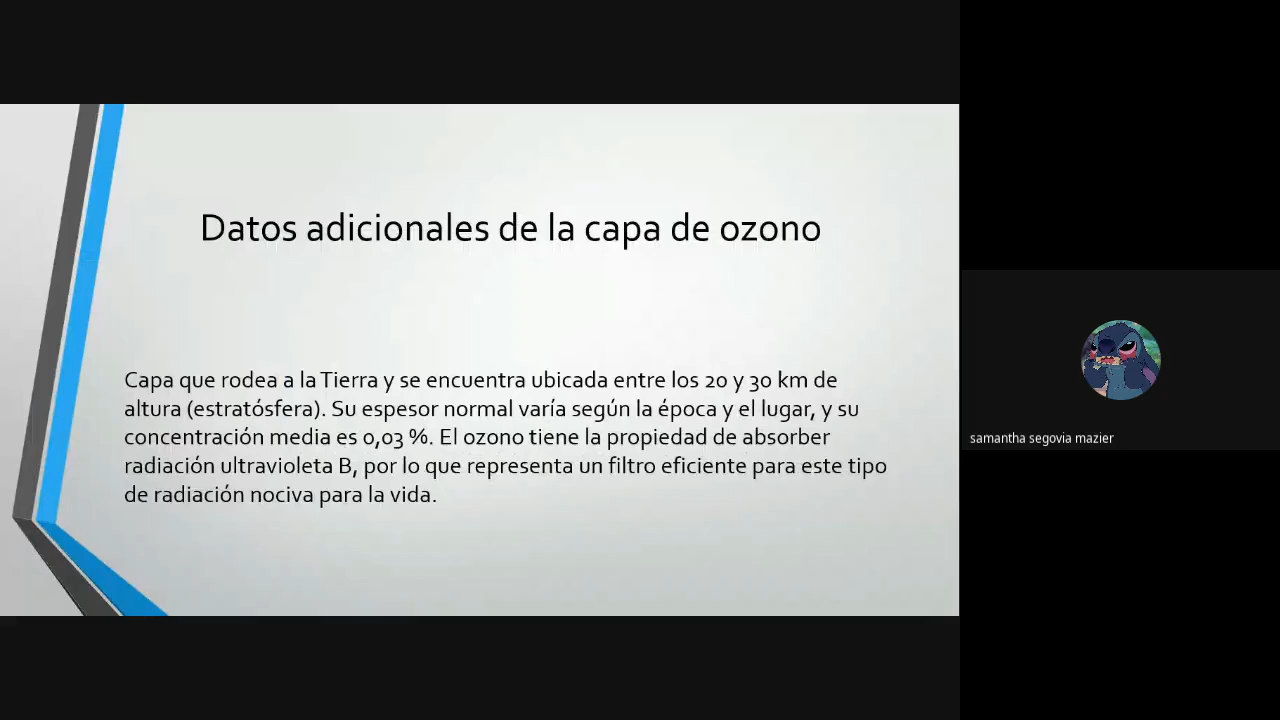 Datos adicionales de la capa de ozono
Capa que rodea a la Tierra y se encuentra ubicada entre los 20 y 30 km de
altura (estratósfera). Su espesor normal varía según la época y el lugar, y su
concentración media es 0,03 %. El ozono tiene la propiedad de absorber
radiación ultravioleta B, por lo que representa un filtro eficiente para este tipo
de radiación nociva para la vida.
samantha segovia mazier